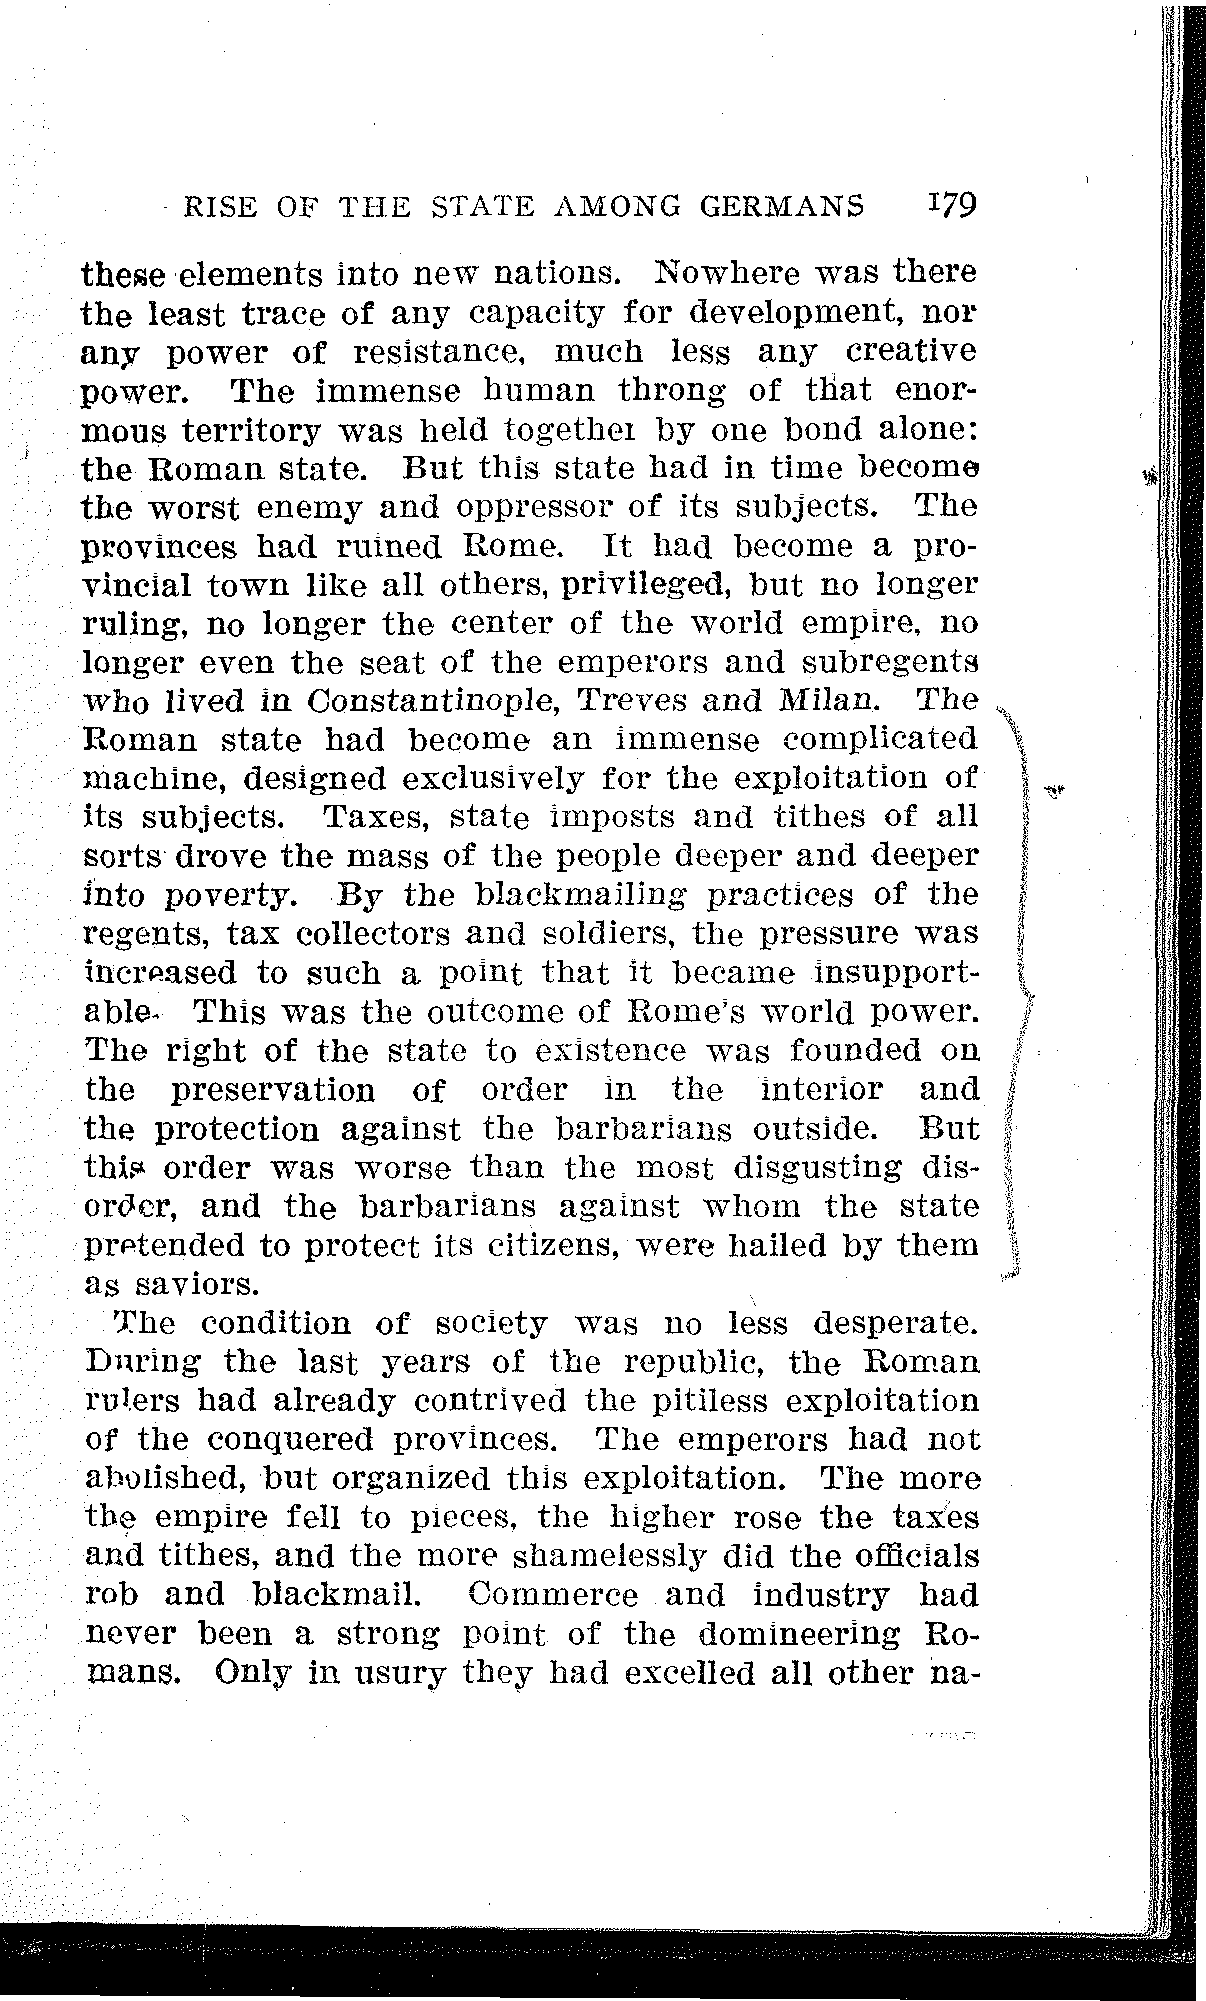 RISE OF THE STATE AMONG GERMANS 179
these elements into new nations. Nowhere was there
the least trace of any capacity for development, nor
any power of resistance, much less any creative
power. The immense human throng of that enor-
mous territory was held together by one bond alone:
the Roman state. But this state had in time become
the worst enemy and oppressor of its subjects. The
provinces had ruined Rome. It had become a pro-
vincial town like all others, privileged, but no longer
ruling, no longer the center of the world empire, no
longer even the seat of the emperors and subregents
who lived in Constantinople, Treves and Milan. The
Roman state had become an immense complicated
machine, designed exclusively for the exploitation of
its subjects. Taxes, state imposts and tithes of all
sorts drove the mass of the people deeper and deeper
into poverty. By the blackmailing practices of the
regents, tax collectors and soldiers, the pressure was
increased to such a point that it became insupport-
able. This was the outcome of Rome's world power.
The right of the state to existence was founded on
the preservation of order in the interior and
the protection against the barbarians outside. But
this order was worse than the most disgusting dis-
order, and the barbarians against whom the state
pretended to protect its citizens, were hailed by them
as saviors.
The condition of society was no less desperate.
During the last years of the republic, the Roman
rulers had already contrived the pitiless exploitation
of the conquered provinces. The emperors had not
abolished, but organized this exploitation. The more
the empire fell to pieces, the higher rose the taxes
and tithes, and the more shamelessly did the officials
rob and blackmail. Commerce and industry had
never been a strong point of the domineering Ro-
mans. Only in usury they had excelled all other na-